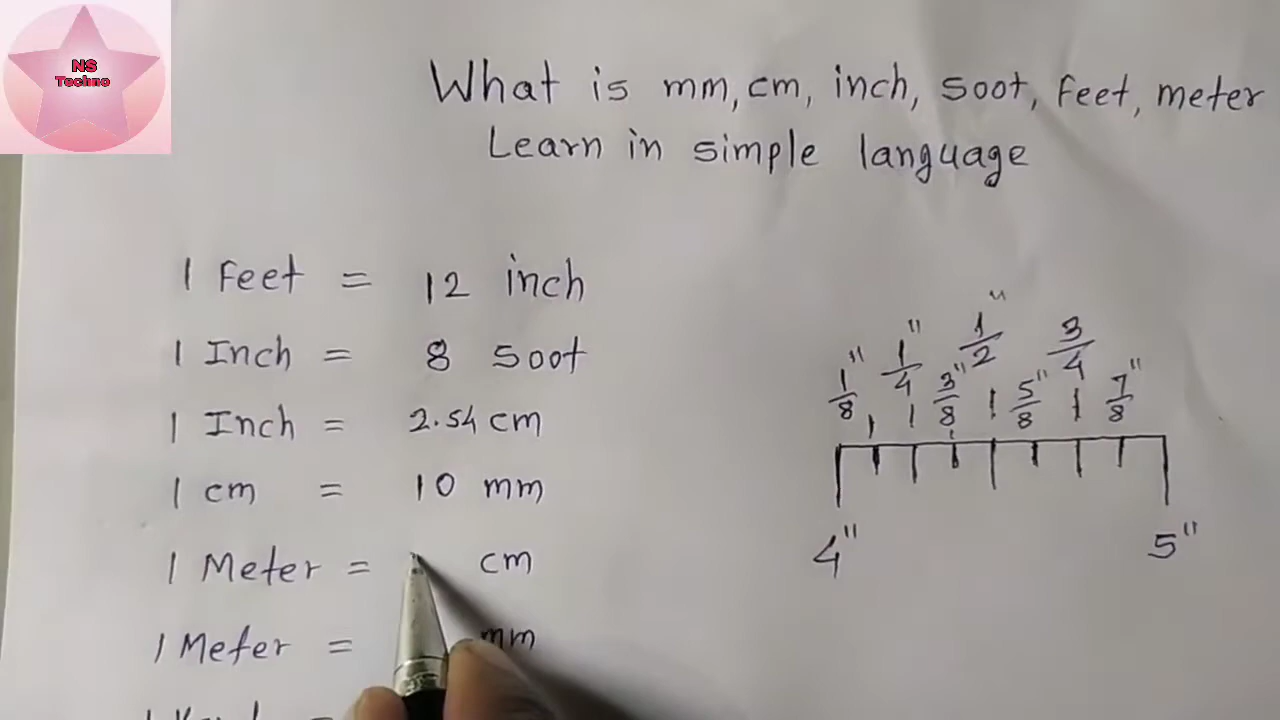 NS
Techno
What is mm, cm, inch, soot, feet, meter
Learn in simple language
1 Feet = 12 inch
1 Inch = 8 Soot
1 Inch = 2.54 cm
1 cm = 10 mm
1 Meter = cm
1 Meter = mm
1/8" 1/4" 3/8" 1/2" 5/8" 3/4 7/8"
4" 5"